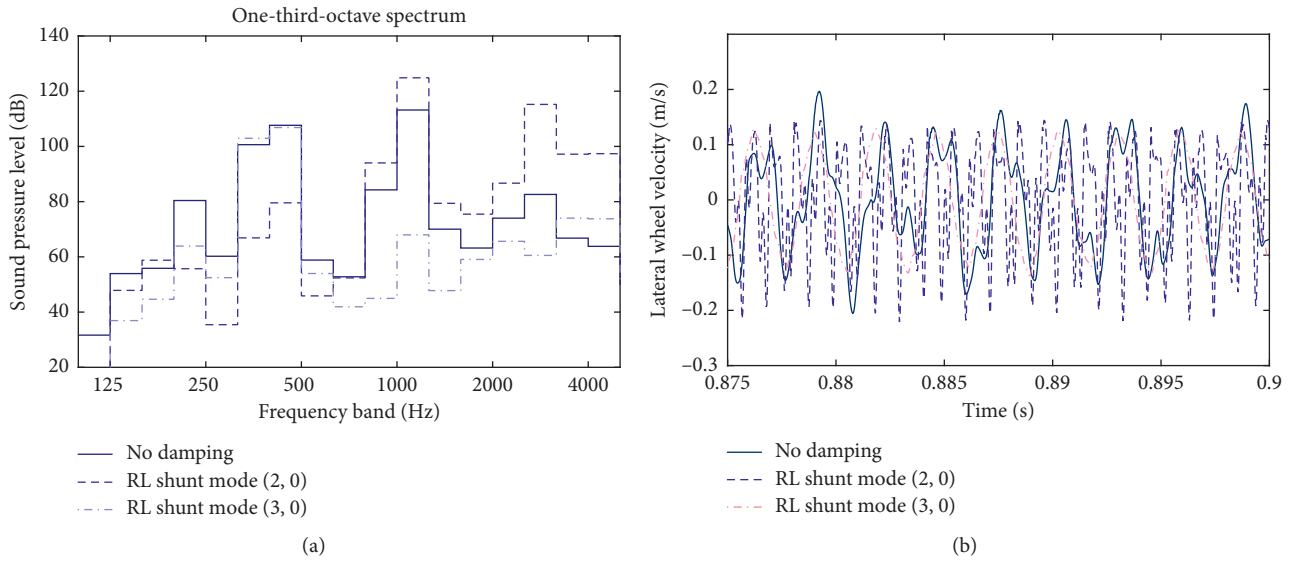 One-third-octave spectrum
140
120
100
80
60
40
20
Sound pressure level (dB)
125
250
500
1000
2000
4000
Frequency band (Hz)
No damping
RL shunt mode (2, 0)
RL shunt mode (3, 0)
(a)
0.2
0.1
0
–0.1
–0.2
–0.3
Lateral wheel velocity (m/s)
0.875
0.88
0.885
0.89
0.895
0.9
Time (s)
No damping
RL shunt mode (2, 0)
RL shunt mode (3, 0)
(b)